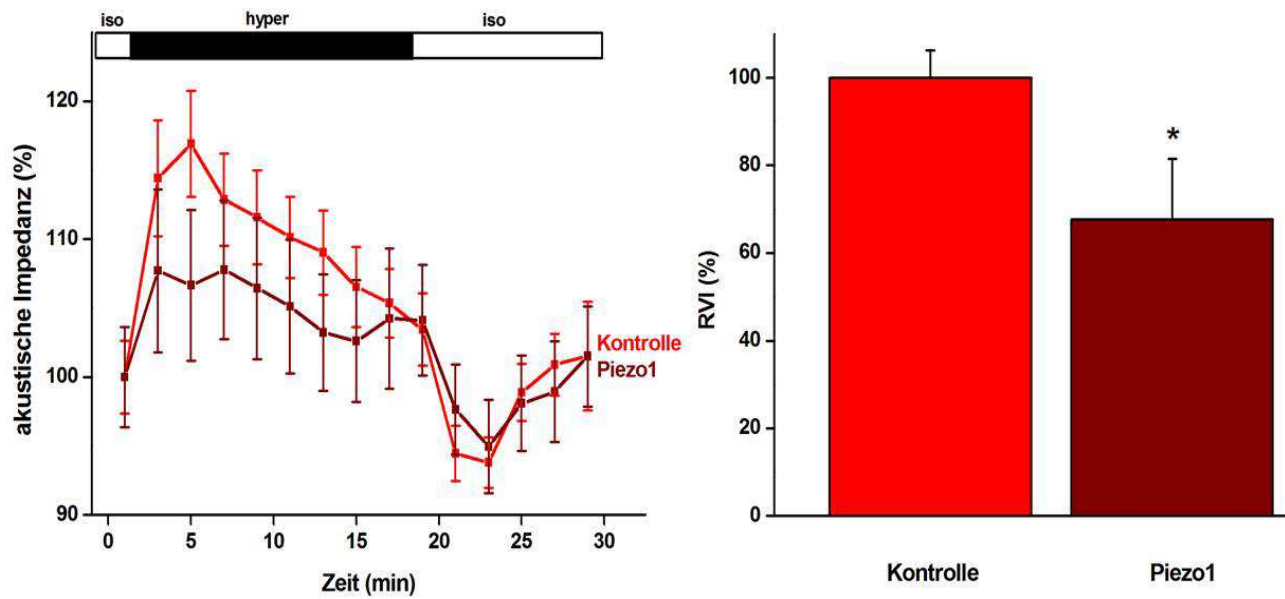 iso hyper iso
akustische Impedanz (%)
120
110
100
90
0 5 10 15 20 25 30
Zeit (min)
Kontrolle
Piezo1
RVI (%)
100
80
60
40
20
0
*
Kontrolle Piezo1